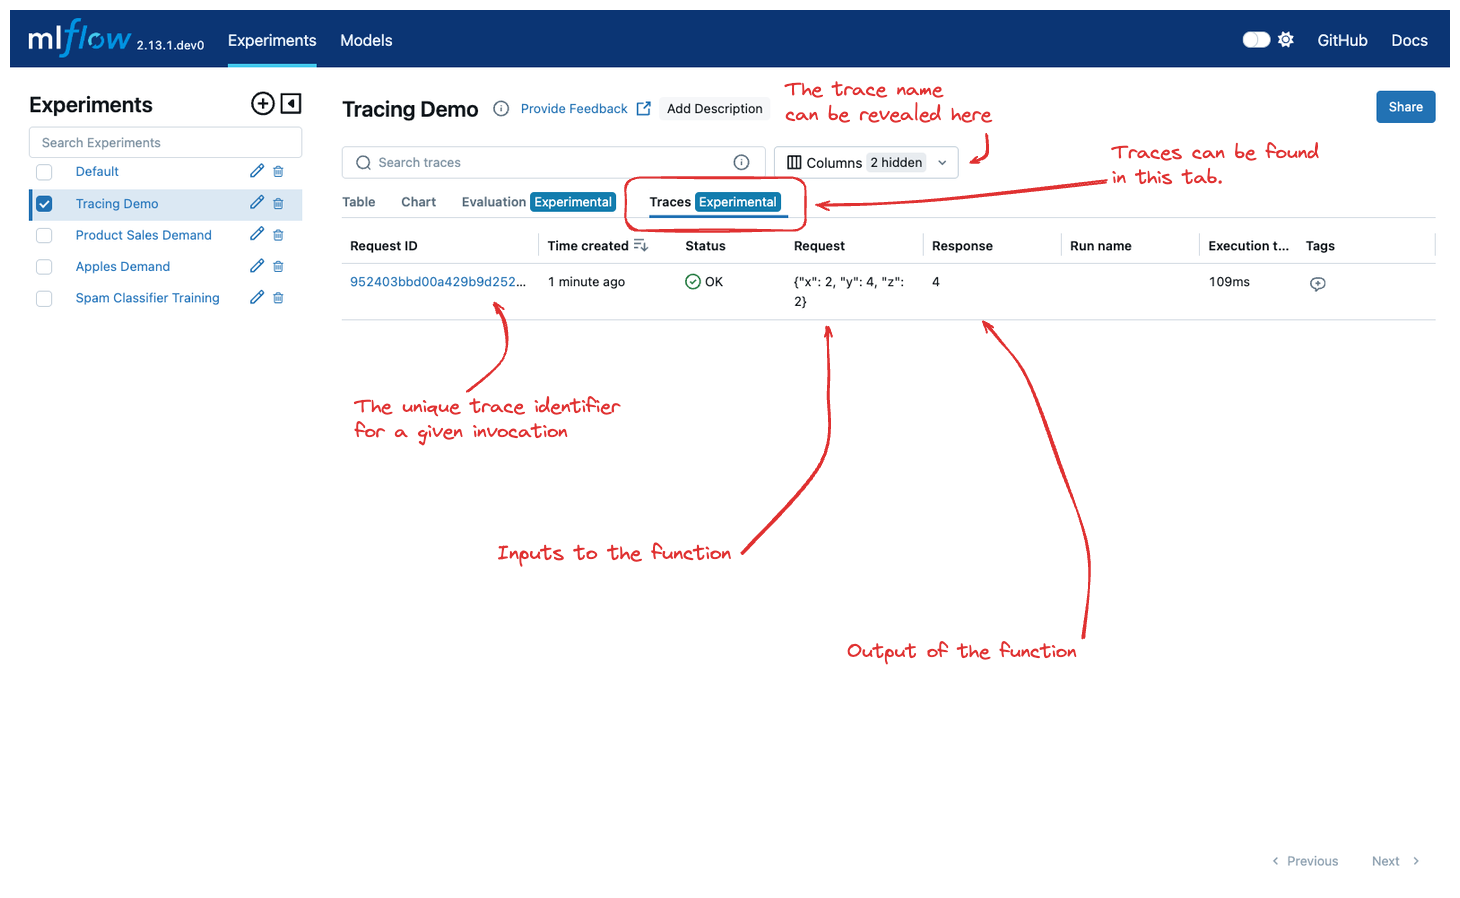 mlflow 2.13.1.dev0 Experiments Models GitHub Docs
Experiments
Search Experiments
Default
Tracing Demo
Product Sales Demand
Apples Demand
Spam Classifier Training
Tracing Demo Provide Feedback Add Description
The trace name
can be revealed here
Share
Search traces
Columns 2 hidden
Traces can be found
in this tab.
Table Chart Evaluation Experimental Traces Experimental
Request ID Time created Status Request Response Run name Execution t... Tags
952403bbd00a429b9d252... 1 minute ago OK {"x": 2, "y": 4, "z": 4 109ms
2}
The unique trace identifier
for a given invocation
Inputs to the function
Output of the function
Previous Next